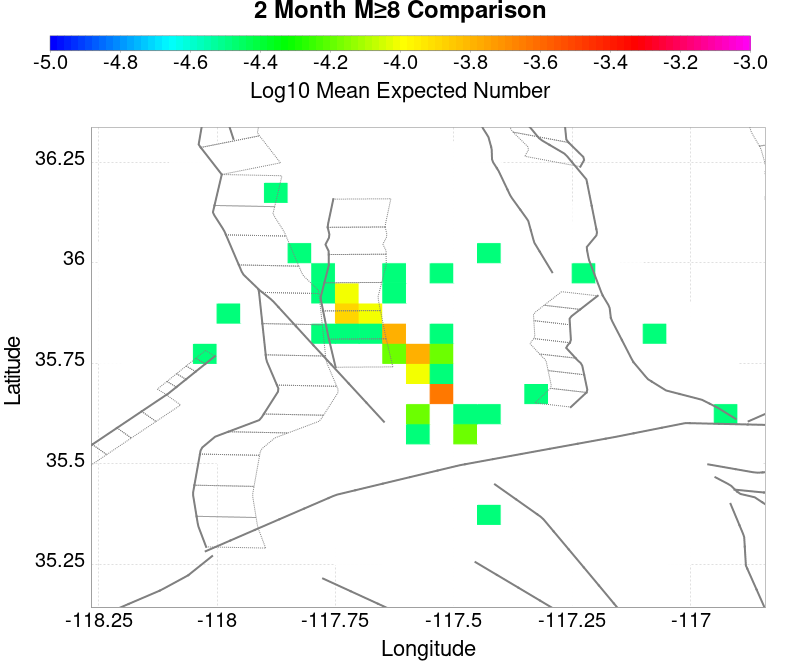 2 Month M≥8 Comparison
-5.0 -4.8 -4.6 -4.4 -4.2 -4.0 -3.8 -3.6 -3.4 -3.2 -3.0
Log10 Mean Expected Number
36.25
36
35.75
35.5
35.25
Latitude
-118.25 -118 -117.75 -117.5 -117.25 -117
Longitude